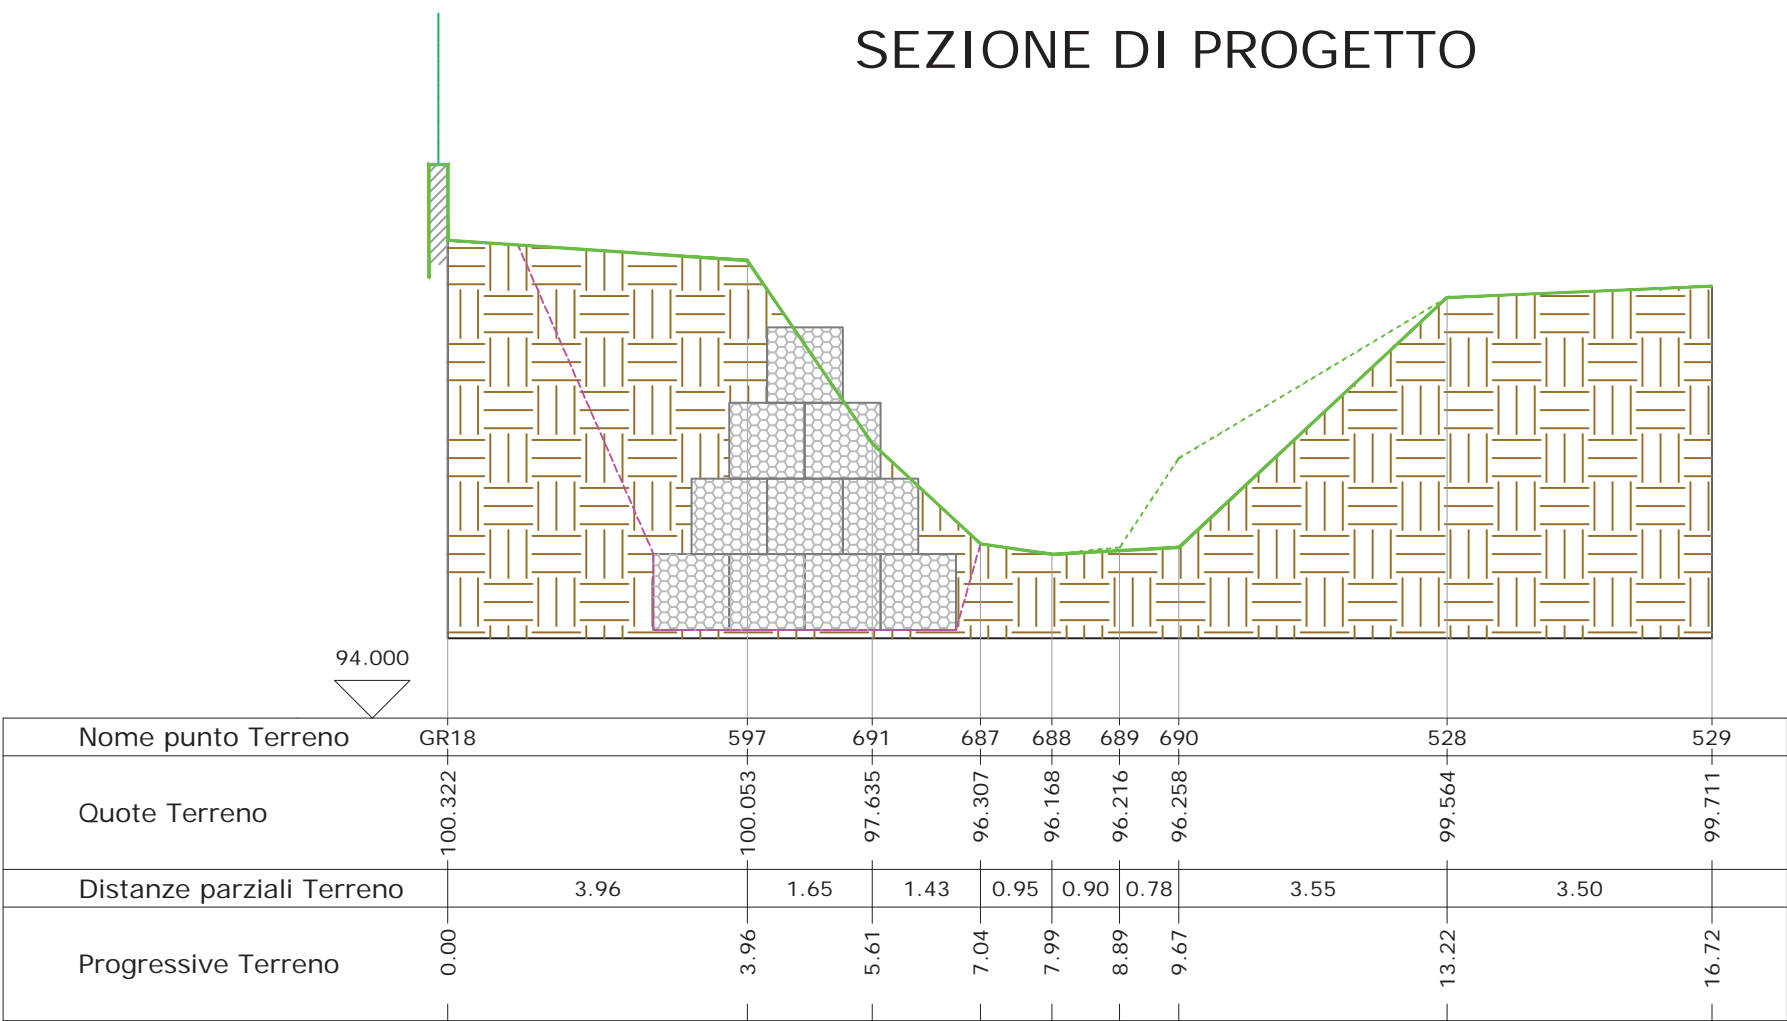 SEZIONE DI PROGETTO
94.000
Nome punto Terreno GR18 597 691 687 688 689 690 528 529
Quote Terreno 100.322 100.053 97.635 96.307 96.168 96.216 96.258 99.564 99.711
Distanze parziali Terreno 3.96 1.65 1.43 0.95 0.90 0.78 3.55 3.50
Progressive Terreno 0.00 3.96 5.61 7.04 7.99 8.89 9.67 13.22 16.72